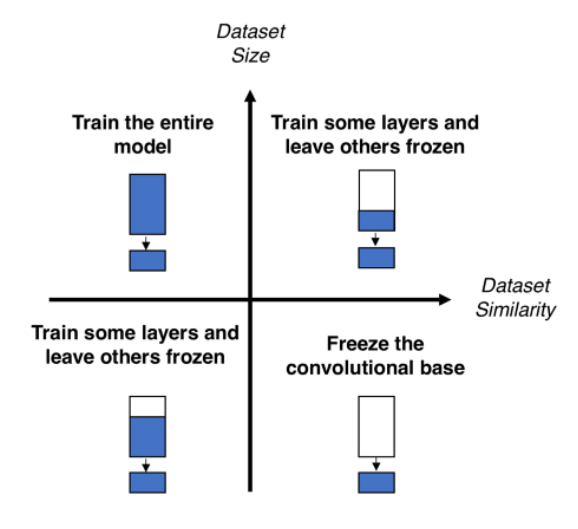 Dataset
Size
Train the entire
model
Train some layers and
leave others frozen
Dataset
Similarity
Train some layers and
leave others frozen
Freeze the
convolutional base